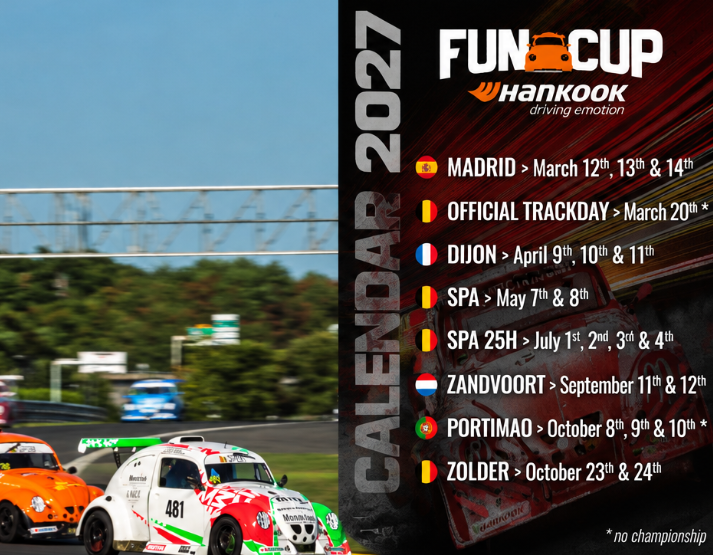 CALENDAR 2027
FUN CUP
HANKOOK
driving emotion
MADRID > March 12th, 13th & 14th
OFFICIAL TRACKDAY > March 20th *
DIJON > April 9th, 10th & 11th
SPA > May 7th & 8th
SPA 25H > July 1st, 2nd, 3rd & 4th
ZANDVOORT > September 11th & 12th
PORTIMAO > October 8th, 9th & 10th *
ZOLDER > October 23th & 24th
* no championship
481
HANKOOK